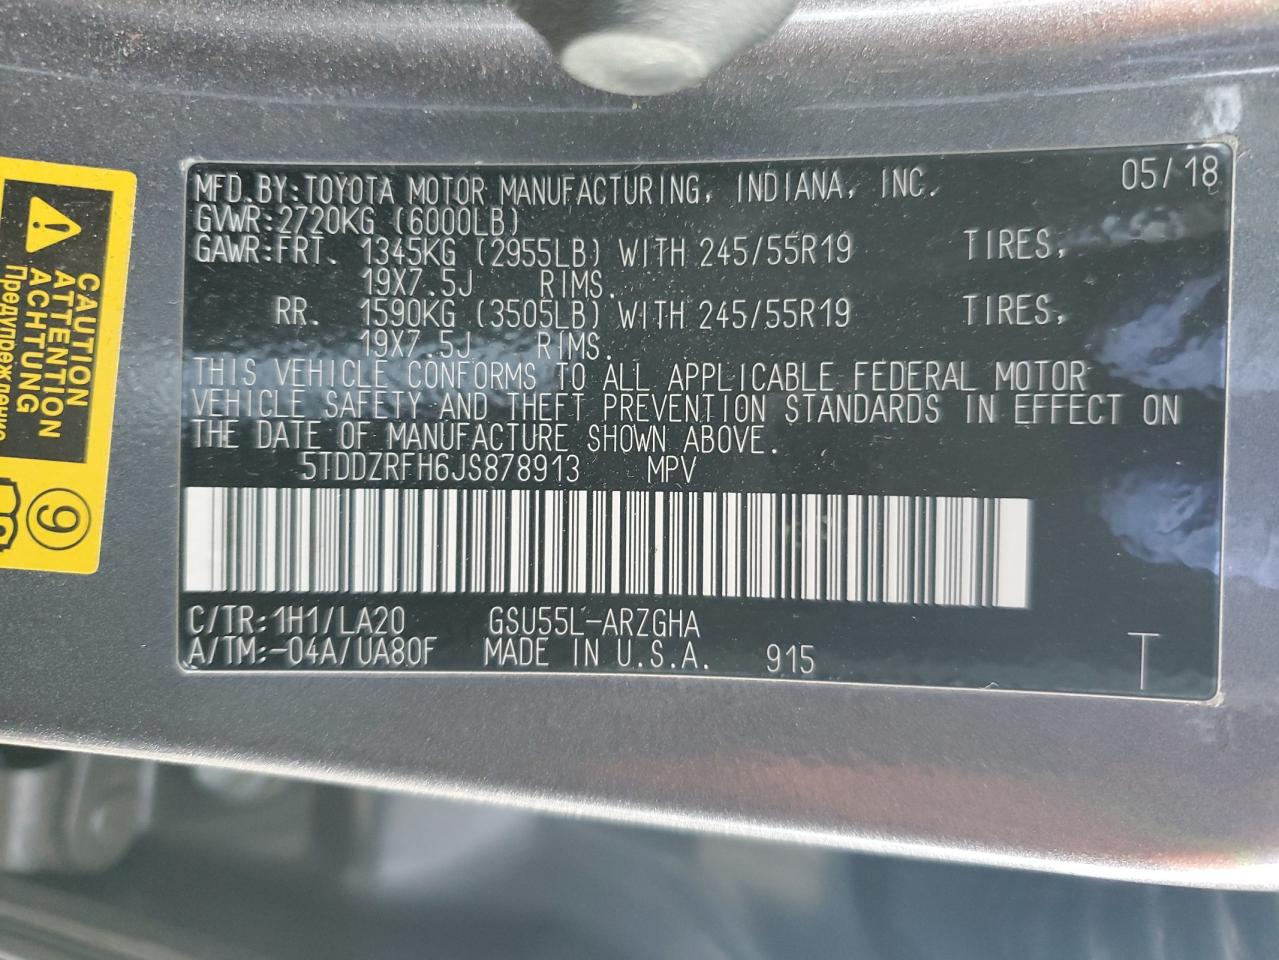 MFD.BY:TOYOTA MOTOR MANUFACTURING, INDIANA, INC. 05/18
GVWR:2720KG (6000LB)
GAWR:FRT. 1345KG (2955LB) WITH 245/55R19 TIRES,
19X7.5J RIMS.
RR. 1590KG (3505LB) WITH 245/55R19 TIRES,
19X7.5J RIMS.
THIS VEHICLE CONFORMS TO ALL APPLICABLE FEDERAL MOTOR
VEHICLE SAFETY AND THEFT PREVENTION STANDARDS IN EFFECT ON
THE DATE OF MANUFACTURE SHOWN ABOVE.
5TDDZRFH6JS878913 MPV
C/TR:1H1/LA20 GSU55L-ARZGHA
A/TM:-04A/UA80F MADE IN U.S.A. 915 T
CAUTION
ATTENTION
ACHTUNG
9